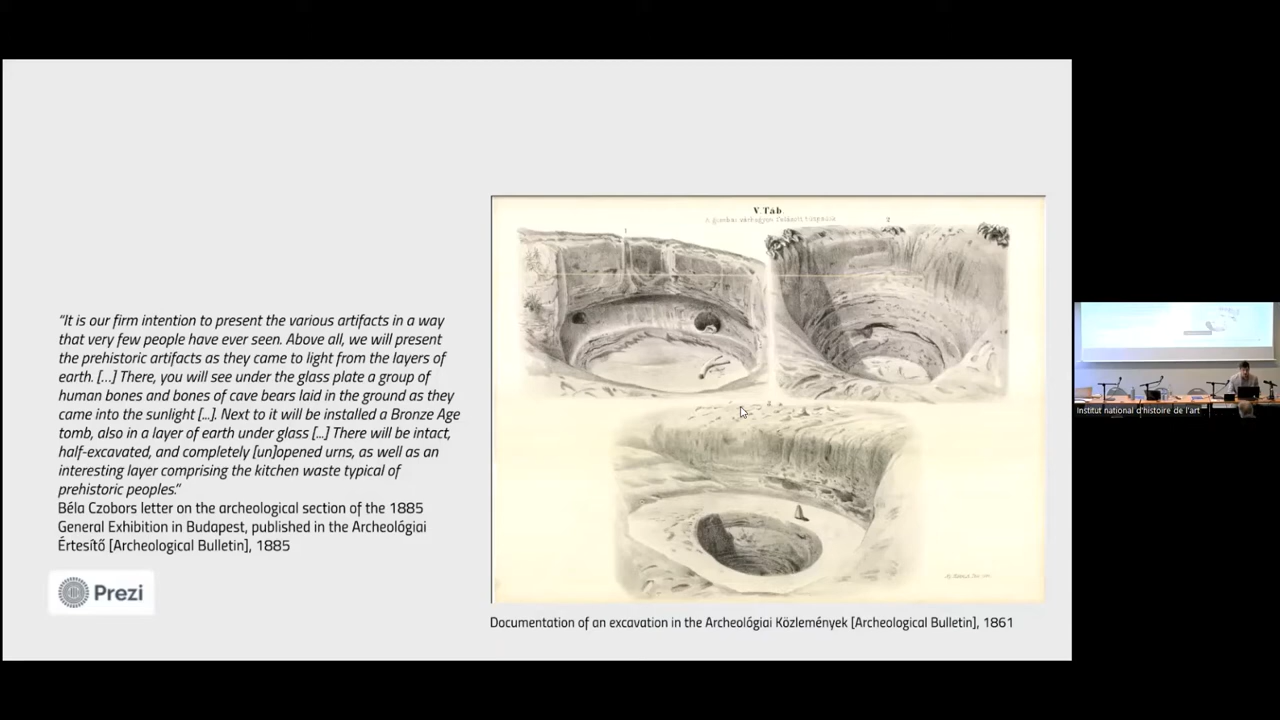 “It is our firm intention to present the various artifacts in a way
that very few people have ever seen. Above all, we will present
the prehistoric artifacts as they came to light from the layers of
earth. [...] There, you will see under the glass plate a group of
human bones and bones of cave bears laid in the ground as they
came into the sunlight [...]. Next to it will be installed a Bronze Age
tomb, also in a layer of earth under glass [...] There will be intact,
half-excavated, and completely [un]opened urns, as well as an
interesting layer comprising the kitchen waste typical of
prehistoric peoples.”
Béla Czobors letter on the archeological section of the 1885
General Exhibition in Budapest, published in the Archeológiai
Értesítő [Archeological Bulletin], 1885
Prezi
V. Táb.
1
2
Documentation of an excavation in the Archeológiai Közlemények [Archeological Bulletin], 1861
Institut national d'histoire de l'art